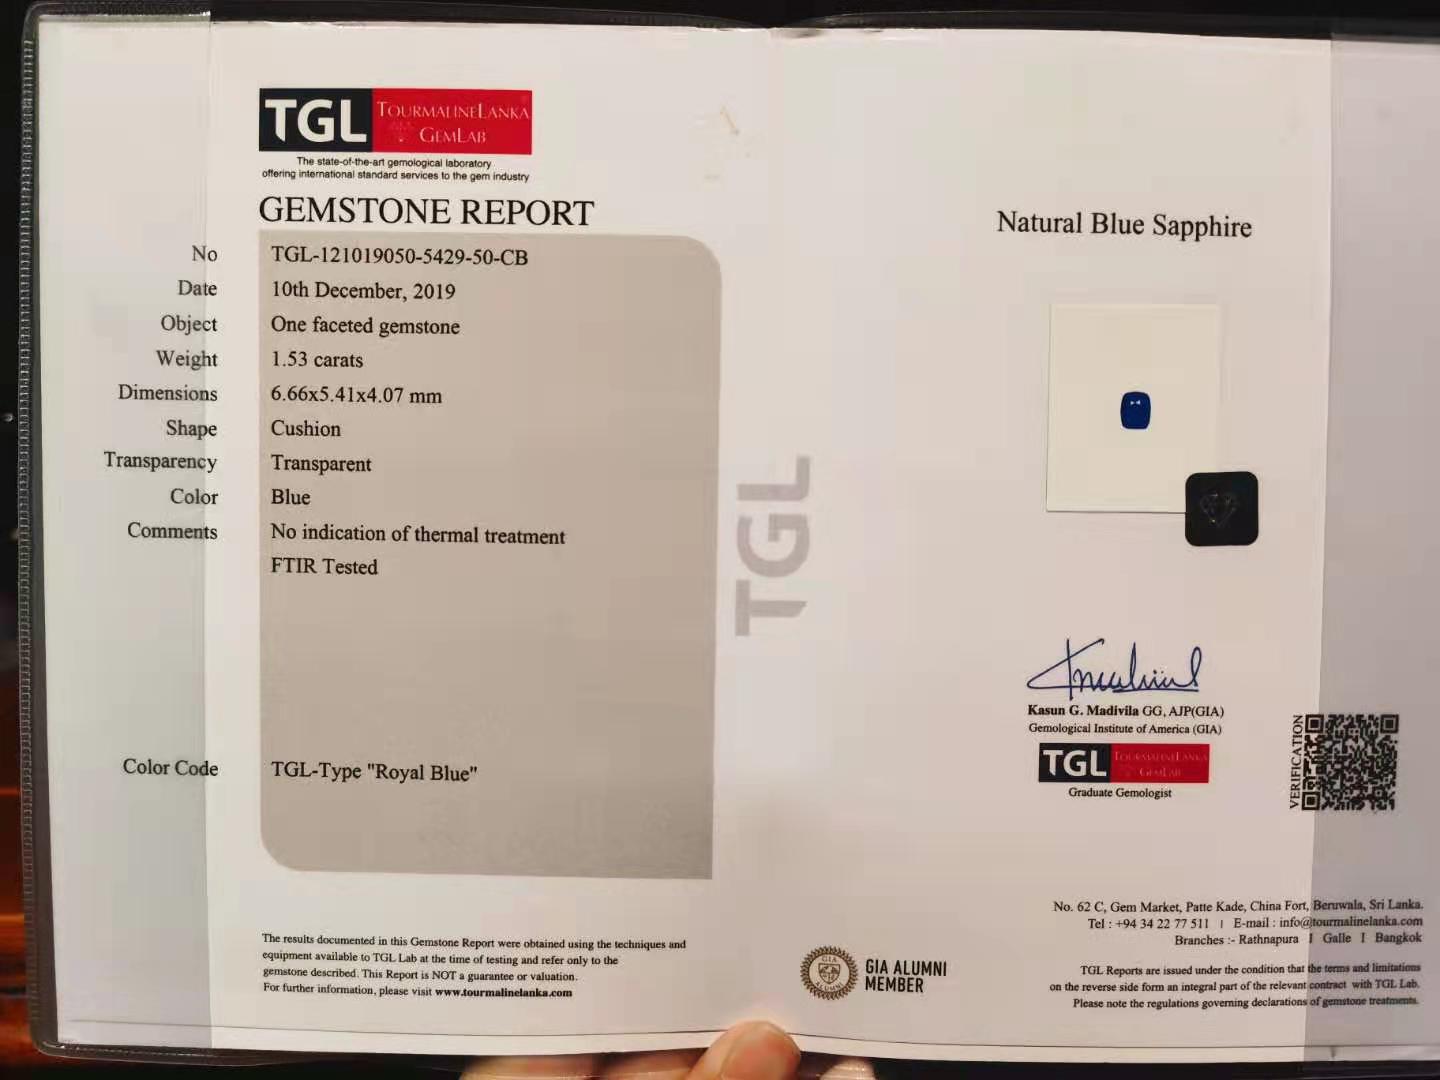 TGL TOURMALINELANKA
GEMLAB
The state-of-the-art gemological laboratory
offering international standard services to the gem industry
GEMSTONE REPORT
No TGL-121019050-5429-50-CB
Date 10th December, 2019
Object One faceted gemstone
Weight 1.53 carats
Dimensions 6.66x5.41x4.07 mm
Shape Cushion
Transparency Transparent
Color Blue
Comments No indication of thermal treatment
FTIR Tested
Color Code TGL-Type "Royal Blue"
The results documented in this Gemstone Report were obtained using the techniques and
equipment available to TGL Lab at the time of testing and refer only to the
gemstone described. This Report is NOT a guarantee or valuation.
For further information, please visit www.tourmalinelanka.com
TGL
Natural Blue Sapphire
Kasun G. Madivila GG, AJP(GIA)
Gemological Institute of America (GIA)
TGL TOURMALINELANKA
GEMLAB
Graduate Gemologist
VERIFICATION
No. 62 C, Gem Market, Patte Kade, China Fort, Beruwala, Sri Lanka.
Tel : +94 34 22 77 511 I E-mail : info@tourmalinelanka.com
Branches :- Rathnapura I Galle I Bangkok
GIA
ALUMNI
GIA ALUMNI
MEMBER
TGL Reports are issued under the condition that the terms and limitations
on the reverse side form an integral part of the relevant contract with TGL Lab.
Please note the regulations governing declarations of gemstone treatments.